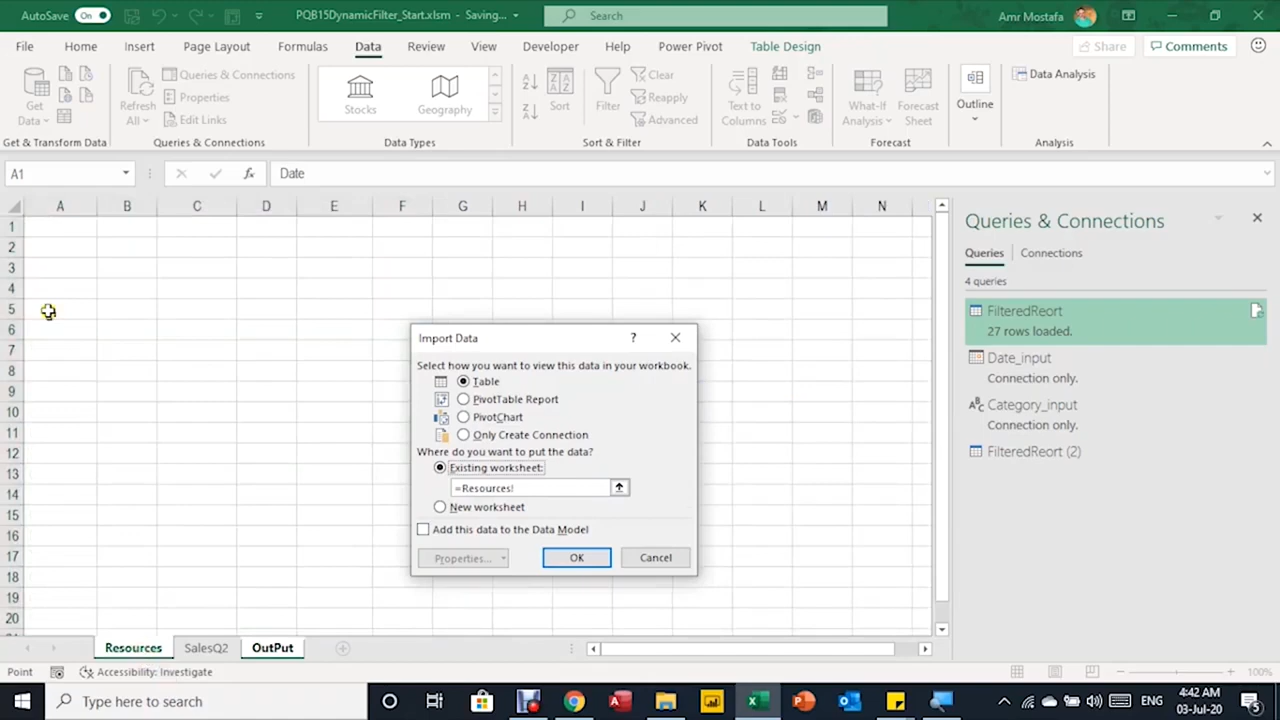 AutoSave On
PQB15DynamicFilter_Start.xlsm - Saving...
Search
Amr Mostafa
File Home Insert Page Layout Formulas Data Review View Developer Help Power Pivot Table Design
Share Comments
Get Data
Refresh All
Queries & Connections
Properties
Edit Links
Stocks Geography
Sort
Filter
Clear
Reapply
Advanced
Text to Columns
What-If Analysis
Forecast Sheet
Outline
Data Analysis
Get & Transform Data Queries & Connections Data Types Sort & Filter Data Tools Forecast Analysis
A1 fx Date
A B C D E F G H I J K L M N
1
2
3
4
5
6
7
8
9
10
11
12
13
14
15
16
17
18
19
20
Import Data ?
Select how you want to view this data in your workbook.
Table
PivotTable Report
PivotChart
Only Create Connection
Where do you want to put the data?
Existing worksheet:
=Resources!
New worksheet
Add this data to the Data Model
Properties... OK Cancel
Queries & Connections
Queries Connections
4 queries
FilteredReort
27 rows loaded.
Date_input
Connection only.
ABC Category_input
Connection only.
FilteredReort (2)
Resources SalesQ2 OutPut
Point Accessibility: Investigate 100%
Type here to search
ENG
4:42 AM
03-Jul-20
5